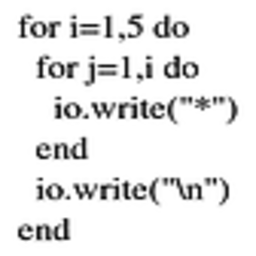 for i=1,5 do
  for j=1,i do
    io.write("*")
  end
  io.write("\n")
end